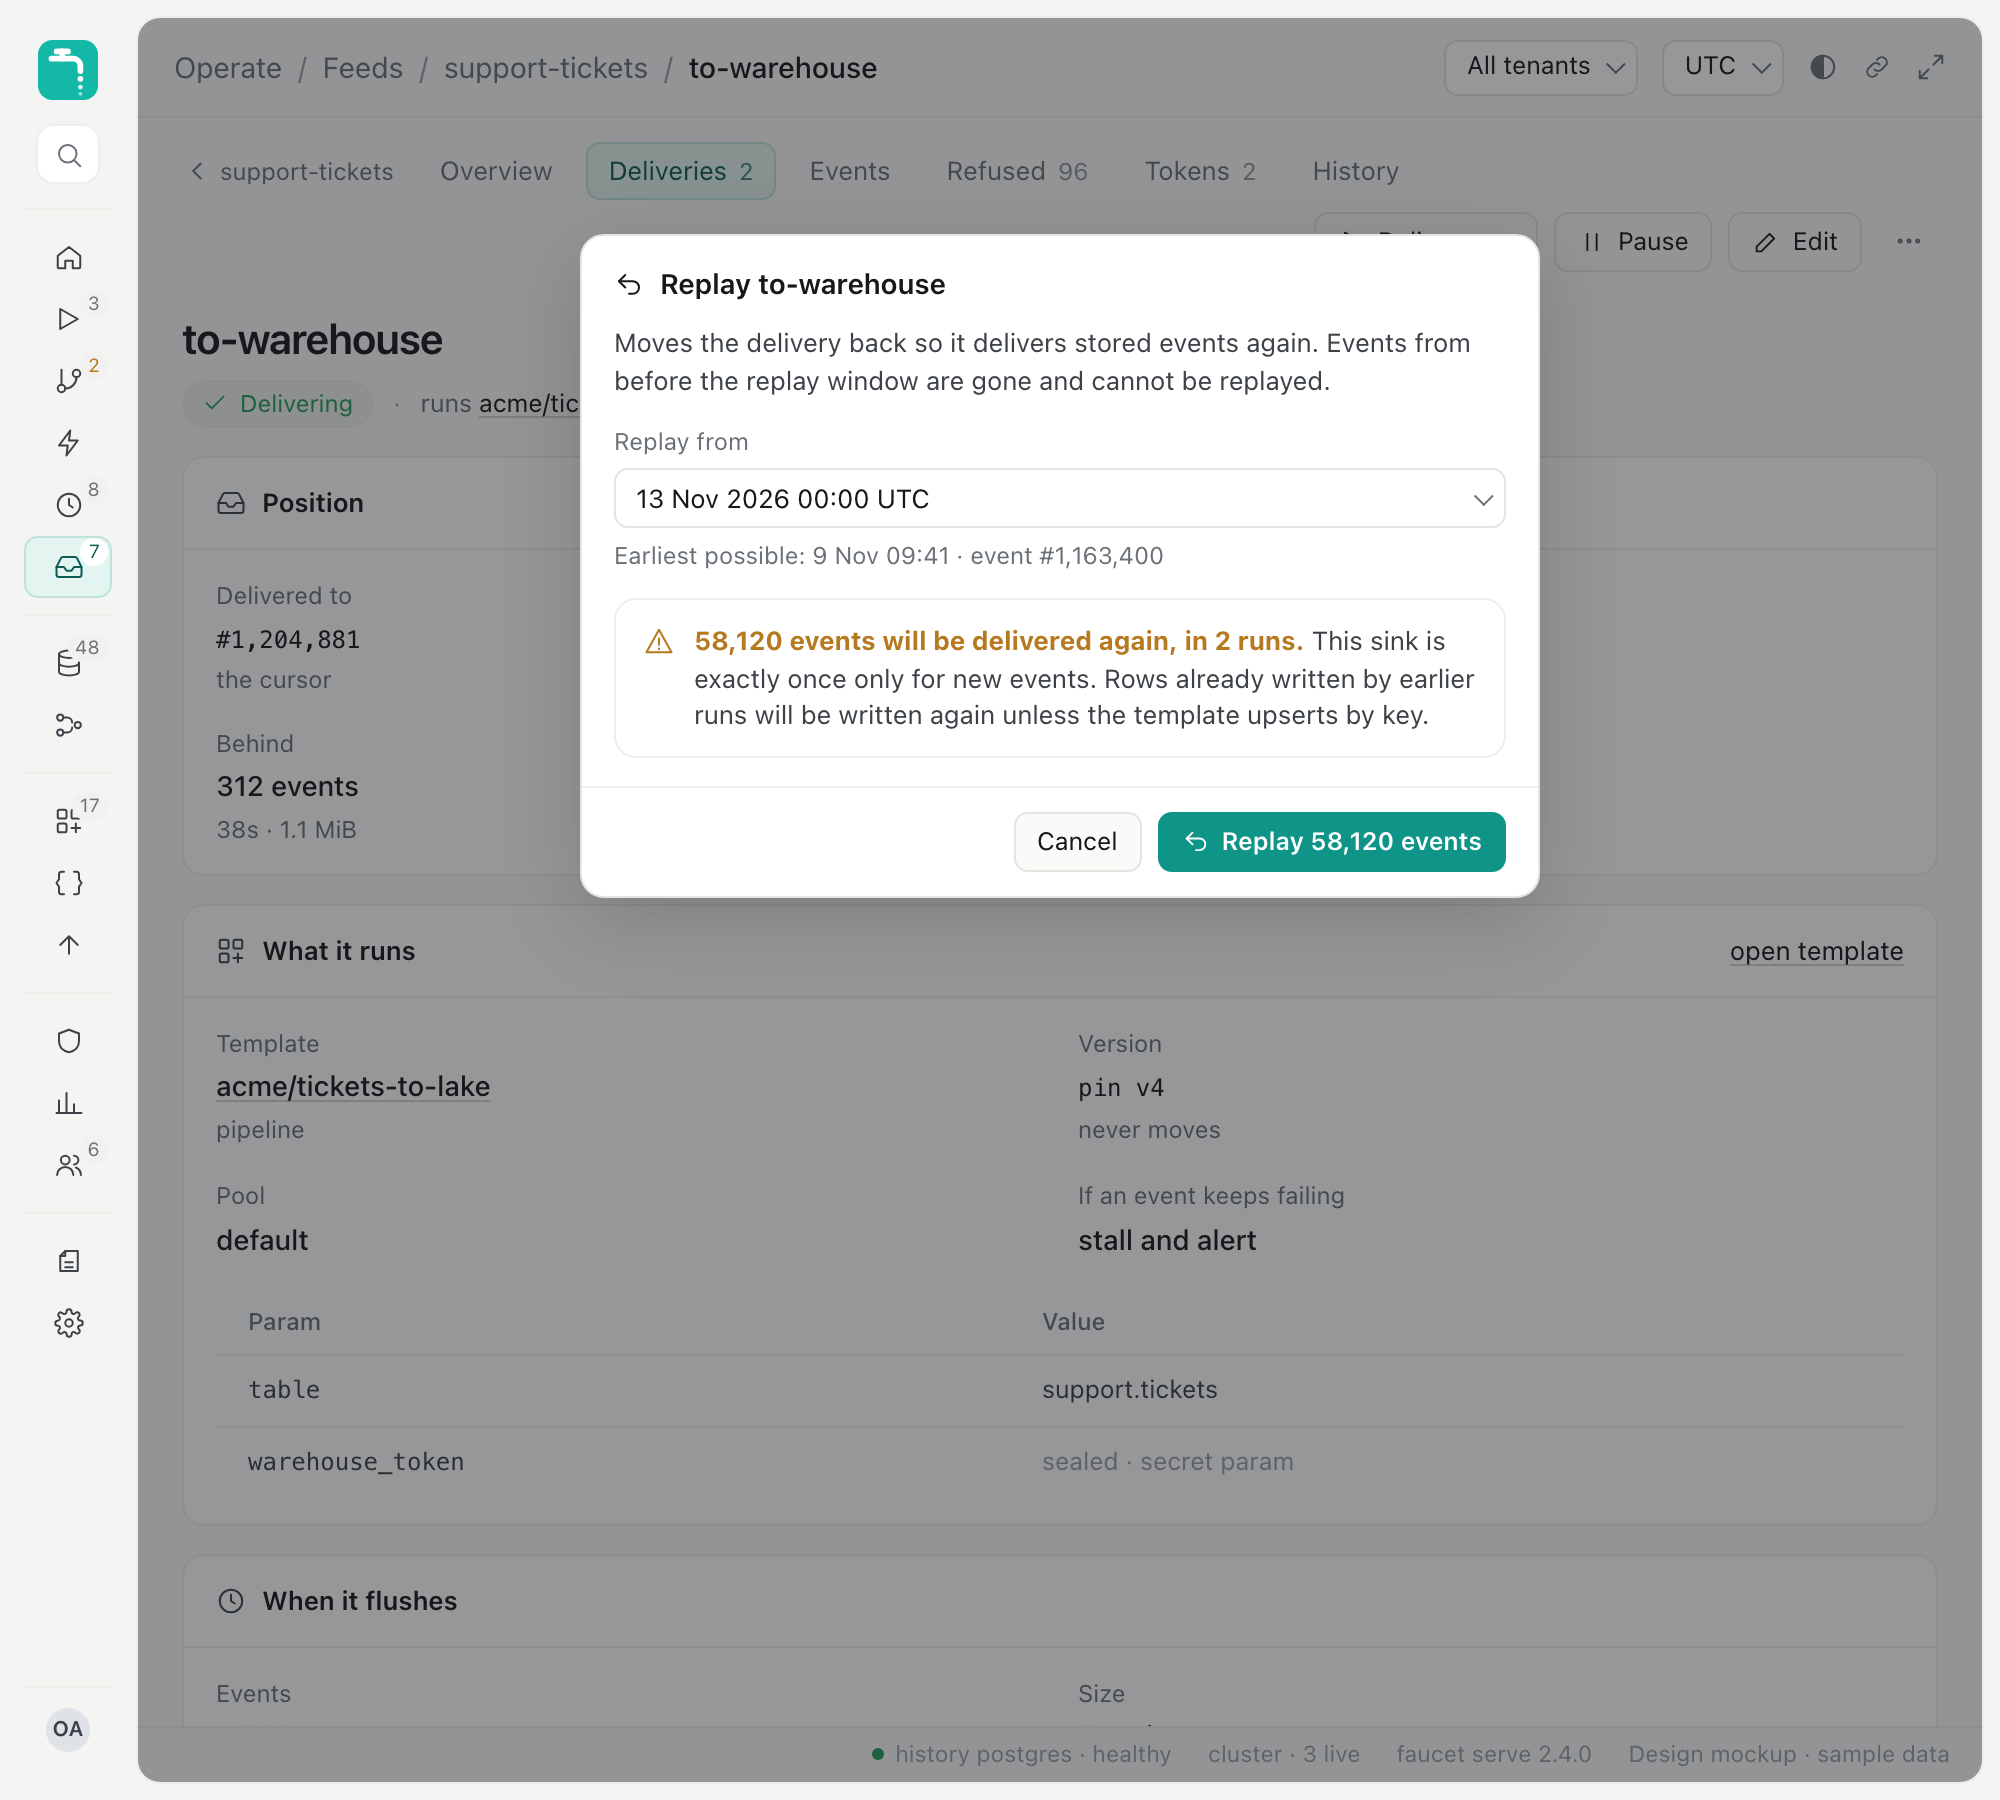 Operate / Feeds / support-tickets / to-warehouse
All tenants
UTC
support-tickets
Overview
Deliveries 2
Events
Refused 96
Tokens 2
History
Pause
Edit
3
2
8
7
48
17
6
OA
to-warehouse
Delivering · runs acme/tic
Position
Delivered to
#1,204,881
the cursor
Behind
312 events
38s · 1.1 MiB
Replay to-warehouse
Moves the delivery back so it delivers stored events again. Events from
before the replay window are gone and cannot be replayed.
Replay from
13 Nov 2026 00:00 UTC
Earliest possible: 9 Nov 09:41 · event #1,163,400
58,120 events will be delivered again, in 2 runs. This sink is
exactly once only for new events. Rows already written by earlier
runs will be written again unless the template upserts by key.
Cancel
Replay 58,120 events
What it runs
open template
Template
acme/tickets-to-lake
pipeline
Version
pin v4
never moves
Pool
default
If an event keeps failing
stall and alert
Param Value
table support.tickets
warehouse_token sealed · secret param
When it flushes
Events
Size
history postgres · healthy
cluster · 3 live
faucet serve 2.4.0
Design mockup · sample data